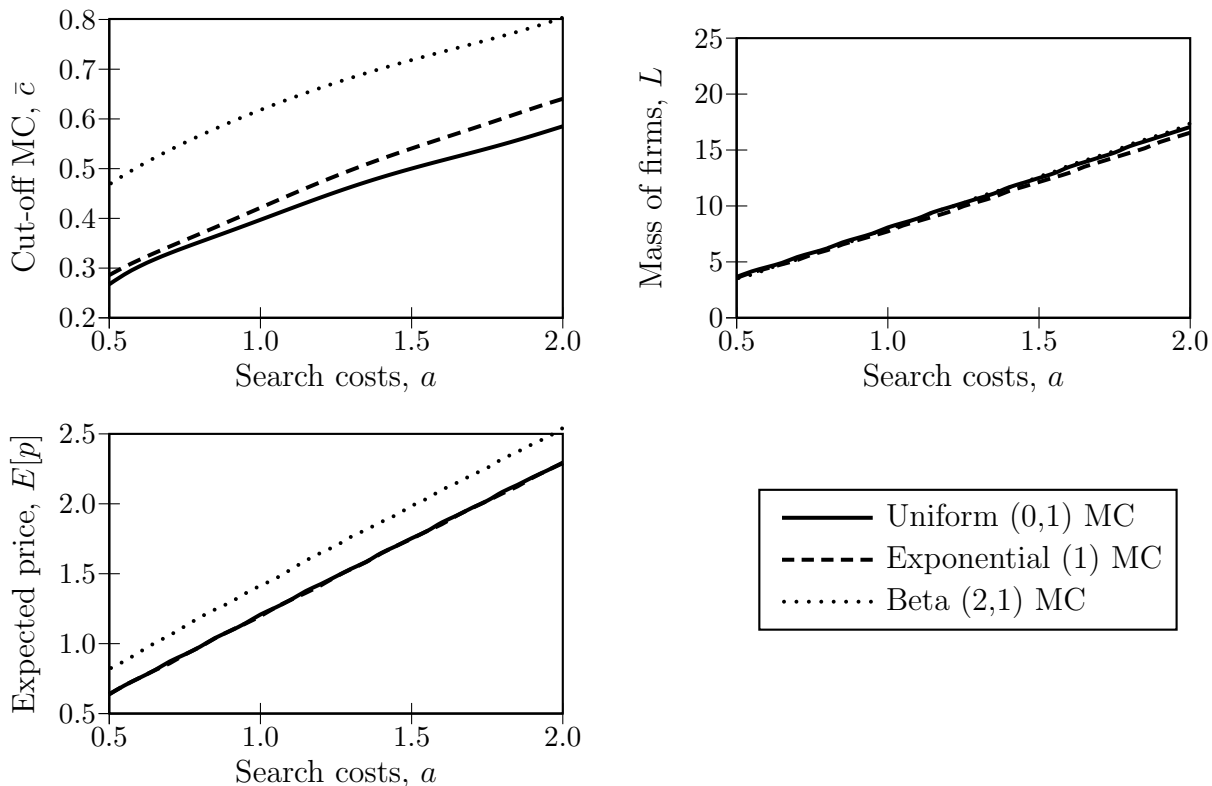 0.8
0.7
0.6
0.5
0.4
0.3
0.2
Cut-off MC, c̄
0.5 1.0 1.5 2.0
Search costs, a
25
20
15
10
5
0
Mass of firms, L
0.5 1.0 1.5 2.0
Search costs, a
2.5
2.0
1.5
1.0
0.5
Expected price, E[p]
0.5 1.0 1.5 2.0
Search costs, a
Uniform (0,1) MC
Exponential (1) MC
Beta (2,1) MC